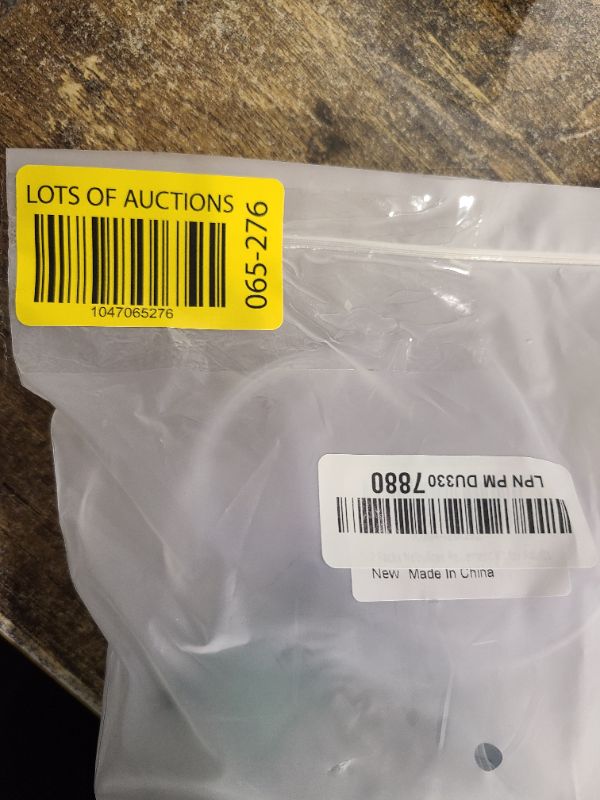 LOTS OF AUCTIONS
065-276
1047065276
LPN PM DU330 7880
New Made In China